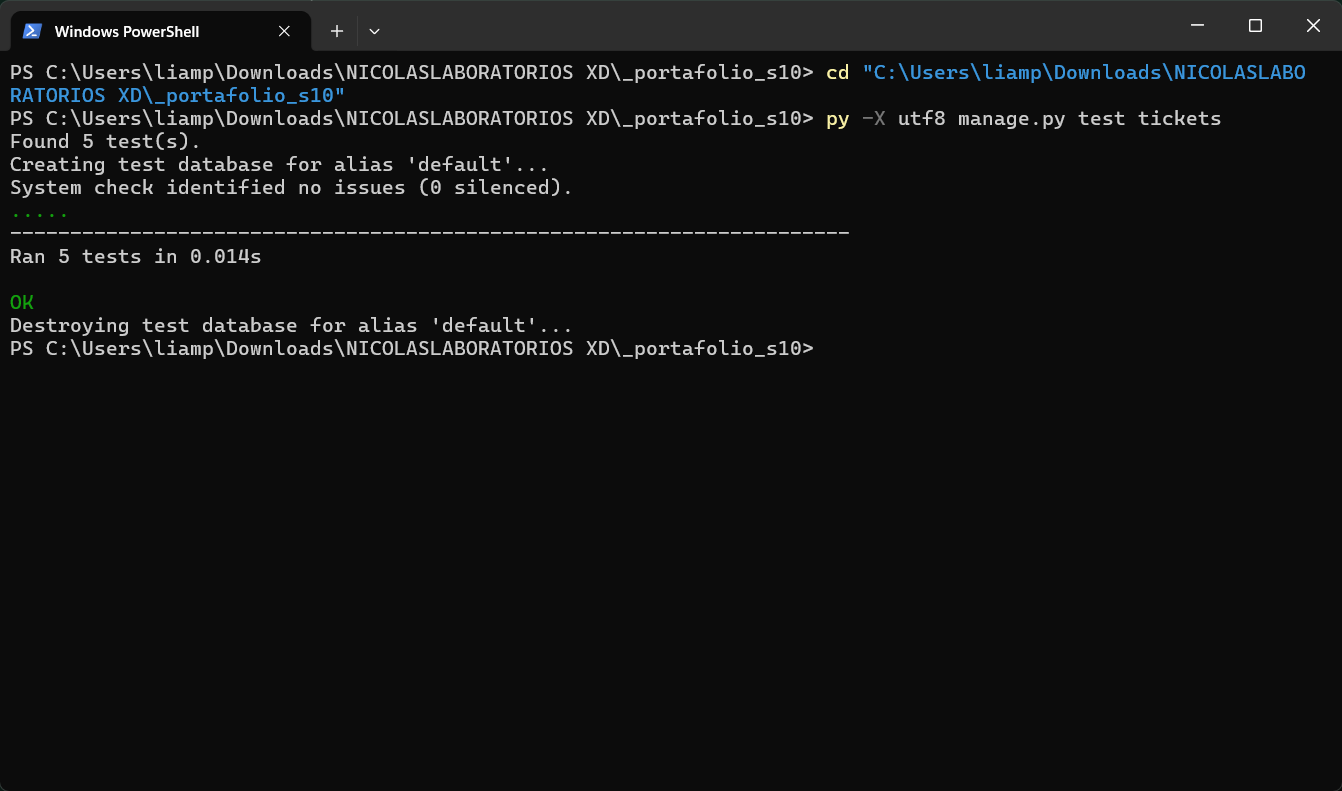 Windows PowerShell
PS C:\Users\liamp\Downloads\NICOLASLABORATORIOS XD\_portafolio_s10> cd "C:\Users\liamp\Downloads\NICOLASLABO
RATORIOS XD\_portafolio_s10"
PS C:\Users\liamp\Downloads\NICOLASLABORATORIOS XD\_portafolio_s10> py -X utf8 manage.py test tickets
Found 5 test(s).
Creating test database for alias 'default'...
System check identified no issues (0 silenced).
.....
----------------------------------------------------------------------
Ran 5 tests in 0.014s
OK
Destroying test database for alias 'default'...
PS C:\Users\liamp\Downloads\NICOLASLABORATORIOS XD\_portafolio_s10>